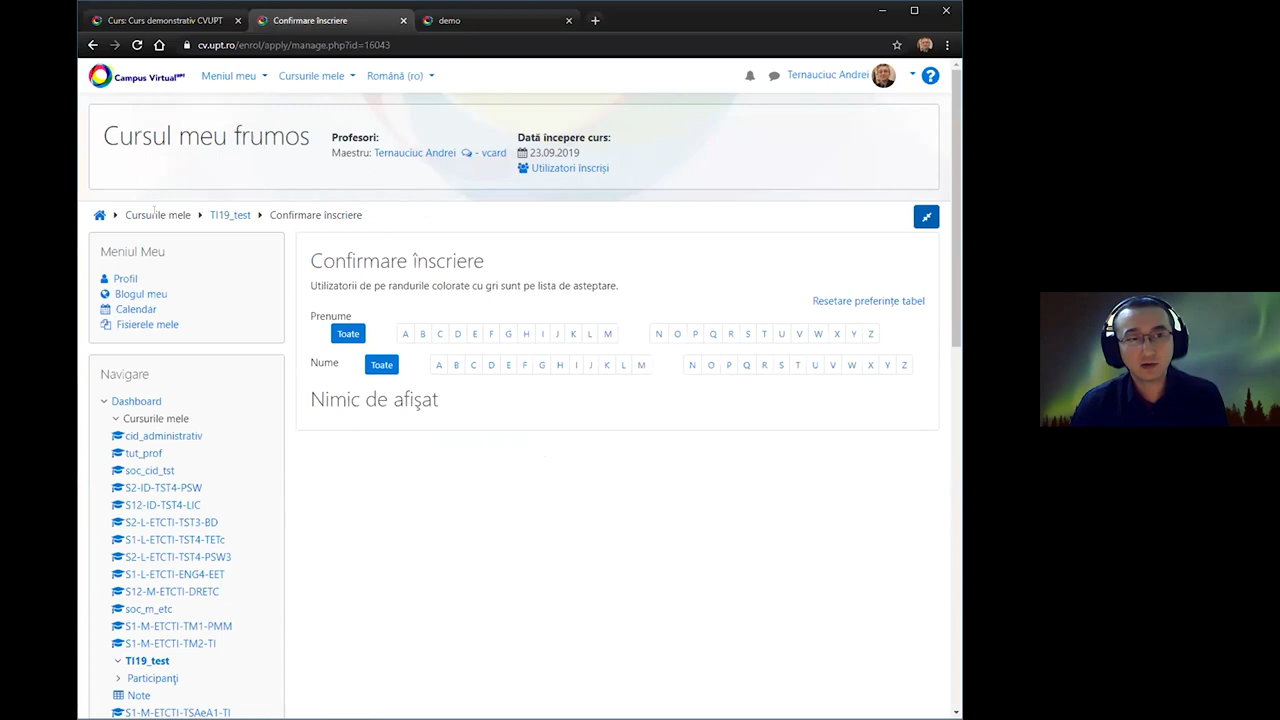 Curs: Curs demonstrativ CVUPT
Confirmare înscriere
demo
cv.upt.ro/enrol/apply/manage.php?id=16043
Campus Virtual upt
Meniul meu
Cursurile mele
Română (ro)
Ternauciuc Andrei
Cursul meu frumos
Profesori:
Maestru: Ternauciuc Andrei - vcard
Dată începere curs:
23.09.2019
Utilizatori înscriși
Cursurile mele
TI19_test
Confirmare înscriere
Meniul Meu
Profil
Blogul meu
Calendar
Fisierele mele
Navigare
Dashboard
Cursurile mele
cid_administrativ
tut_prof
soc_cid_tst
S2-ID-TST4-PSW
S12-ID-TST4-LIC
S2-L-ETCTI-TST3-BD
S1-L-ETCTI-TST4-TETc
S2-L-ETCTI-TST4-PSW3
S1-L-ETCTI-ENG4-EET
S12-M-ETCTI-DRETC
soc_m_etc
S1-M-ETCTI-TM1-PMM
S1-M-ETCTI-TM2-TI
TI19_test
Participanţi
Note
S1-M-ETCTI-TSAeA1-TI
Confirmare înscriere
Utilizatorii de pe randurile colorate cu gri sunt pe lista de asteptare.
Resetare preferințe tabel
Prenume
Toate A B C D E F G H I J K L M N O P Q R S T U V W X Y Z
Nume Toate A B C D E F G H I J K L M N O P Q R S T U V W X Y Z
Nimic de afişat